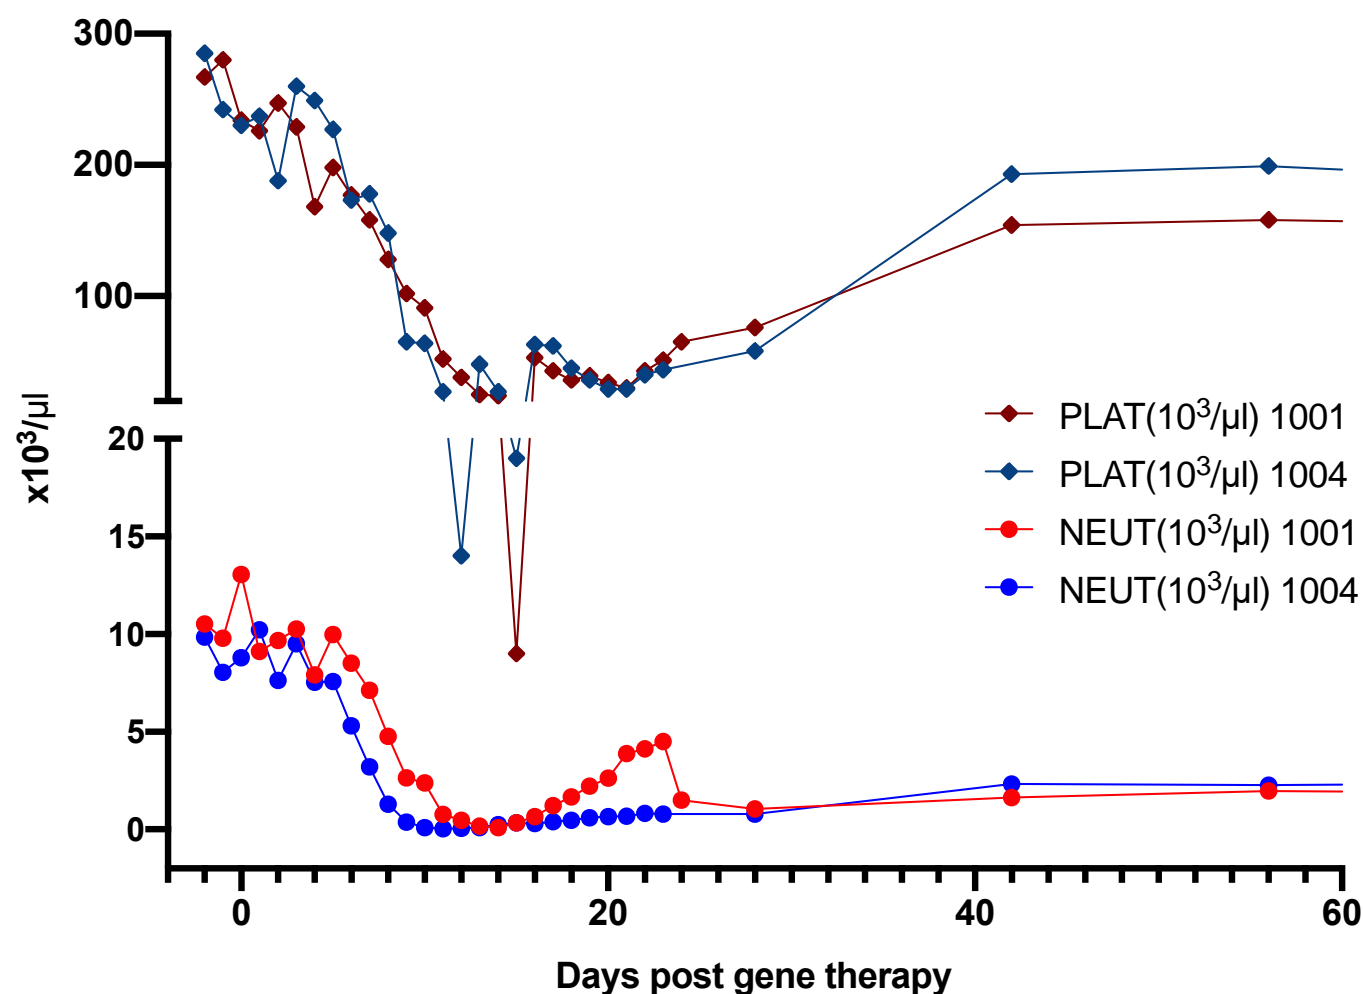 300
200
100
20
15
10
5
0
x10³/µl
PLAT(10³/µl) 1001
PLAT(10³/µl) 1004
NEUT(10³/µl) 1001
NEUT(10³/µl) 1004
0 20 40 60
Days post gene therapy